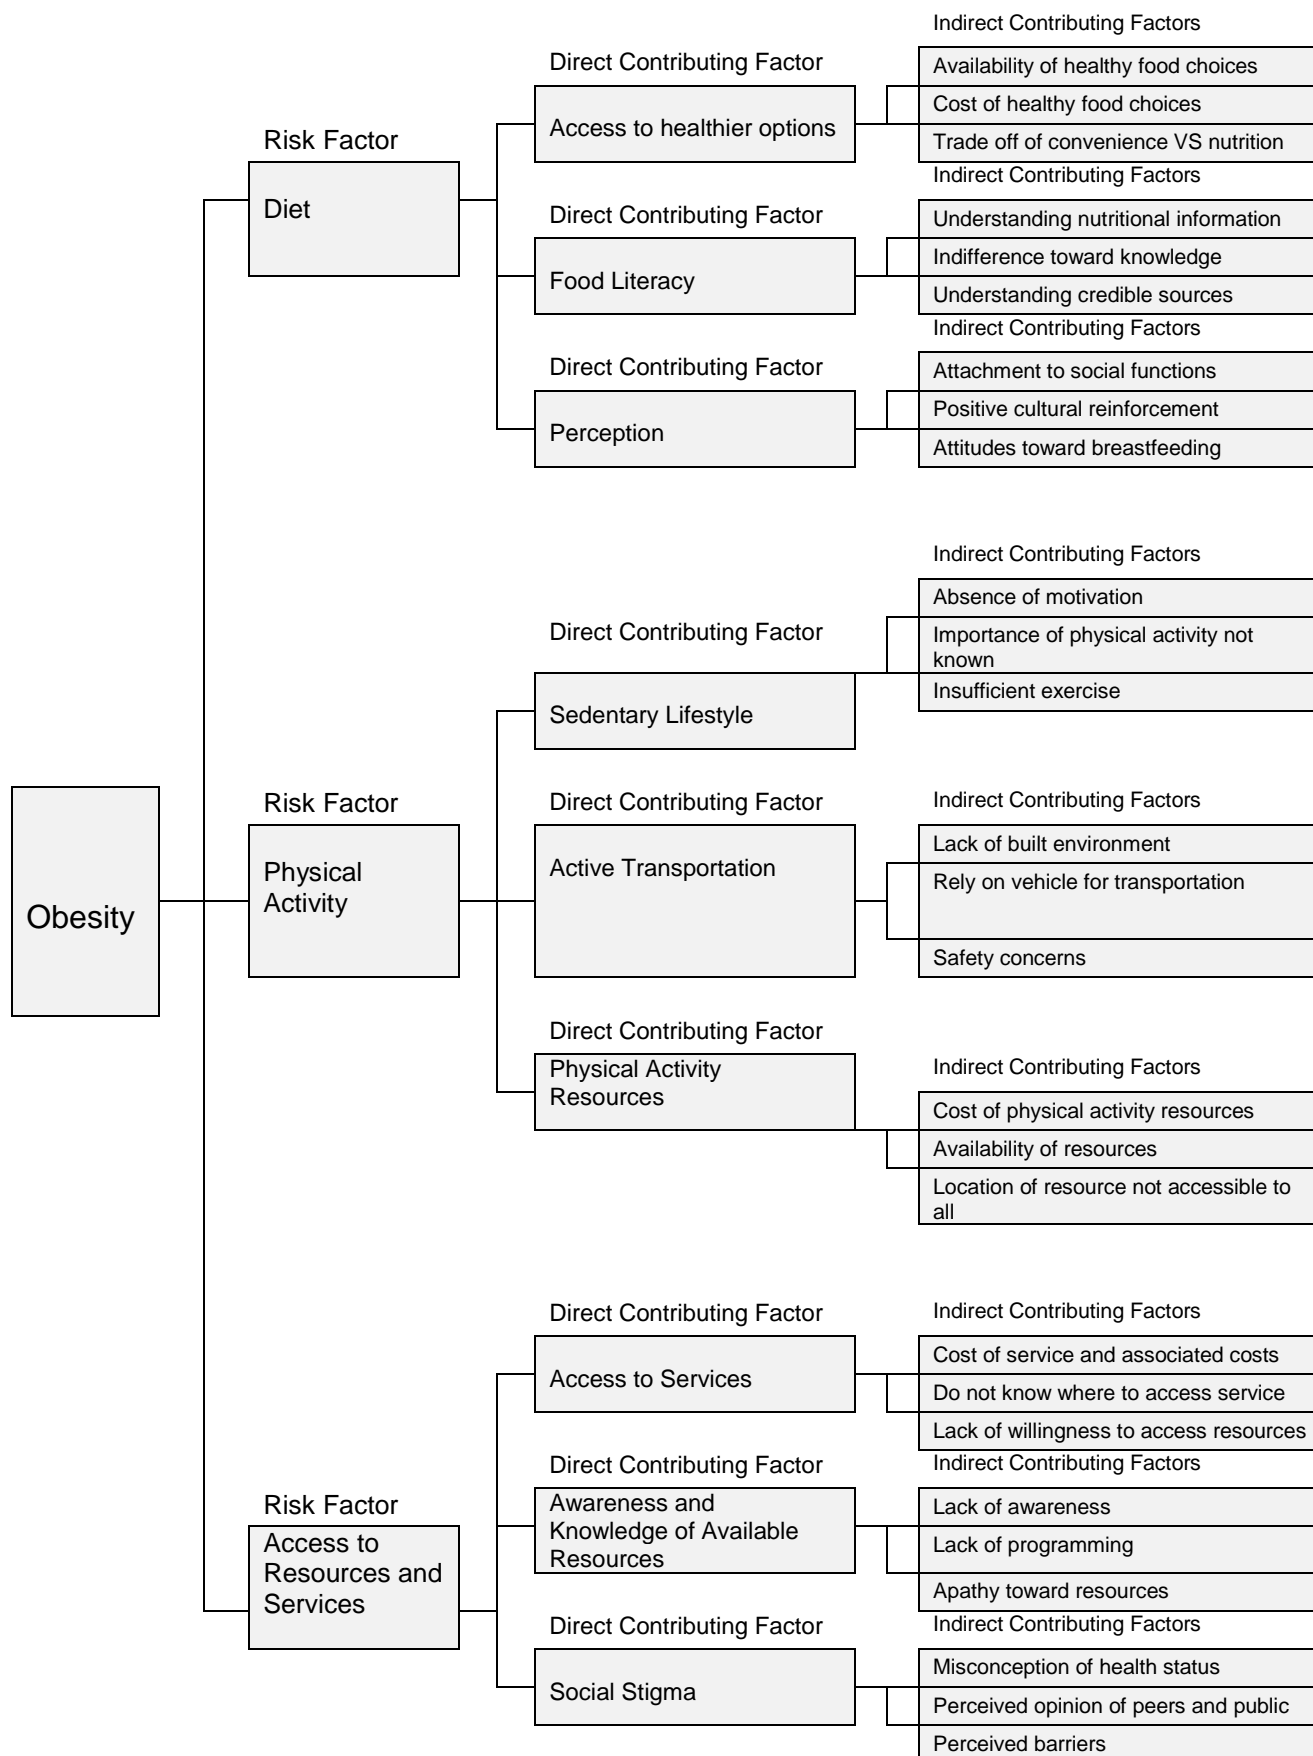 Indirect Contributing Factors
Direct Contributing Factor
Availability of healthy food choices
Cost of healthy food choices
Access to healthier options
Trade off of convenience VS nutrition
Risk Factor
Diet
Indirect Contributing Factors
Direct Contributing Factor
Understanding nutritional information
Indifference toward knowledge
Food Literacy
Understanding credible sources
Indirect Contributing Factors
Direct Contributing Factor
Attachment to social functions
Positive cultural reinforcement
Perception
Attitudes toward breastfeeding
Indirect Contributing Factors
Absence of motivation
Direct Contributing Factor
Importance of physical activity not
known
Insufficient exercise
Sedentary Lifestyle
Obesity
Risk Factor
Physical
Activity
Direct Contributing Factor
Active Transportation
Indirect Contributing Factors
Lack of built environment
Rely on vehicle for transportation
Safety concerns
Direct Contributing Factor
Physical Activity
Resources
Indirect Contributing Factors
Cost of physical activity resources
Availability of resources
Location of resource not accessible to
all
Direct Contributing Factor
Access to Services
Indirect Contributing Factors
Cost of service and associated costs
Do not know where to access service
Lack of willingness to access resources
Risk Factor
Access to
Resources and
Services
Direct Contributing Factor
Awareness and
Knowledge of Available
Resources
Indirect Contributing Factors
Lack of awareness
Lack of programming
Apathy toward resources
Direct Contributing Factor
Social Stigma
Indirect Contributing Factors
Misconception of health status
Perceived opinion of peers and public
Perceived barriers